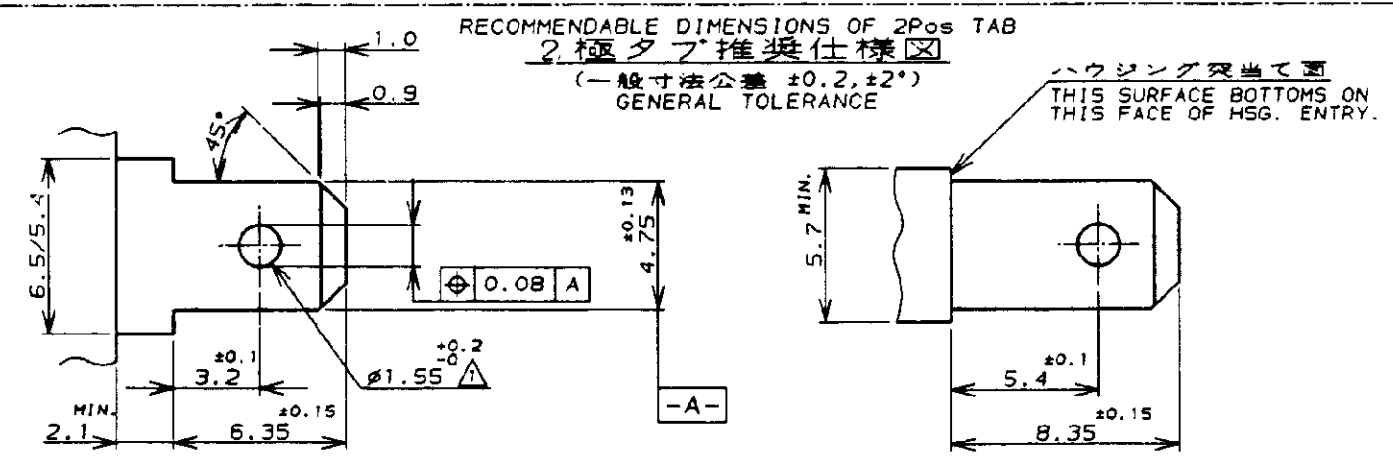 RECOMMENDABLE DIMENSIONS OF 2Pos TAB
2極タブ推奨仕様図
(一般寸法公差 ±0.2,±2°)
GENERAL TOLERANCE
1.0
0.9
45°
6.5/5.4
±0.13
4.75
⌖ 0.08 A
+0.2
-0
ø1.55 1
±0.1
3.2
MIN.
2.1
±0.15
6.35
-A-
ハウジング突当て面
THIS SURFACE BOTTOMS ON
THIS FACE OF HSG. ENTRY.
5.7 MIN.
±0.1
5.4
±0.15
8.35